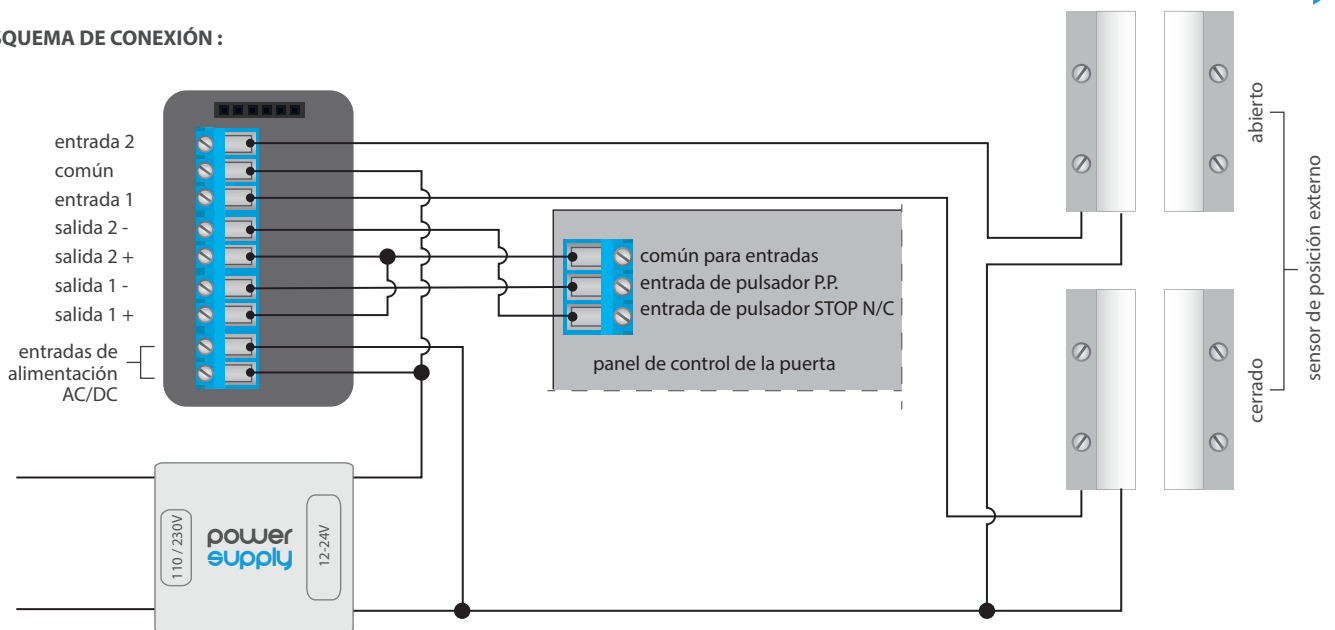 SQUEMA DE CONEXIÓN :
entrada 2
común
entrada 1
salida 2 -
salida 2 +
salida 1 -
salida 1 +
entradas de
alimentación
AC/DC
común para entradas
entrada de pulsador P.P.
entrada de pulsador STOP N/C
panel de control de la puerta
abierto
cerrado
sensor de posición externo
110 / 230V
power
supply
12-24V